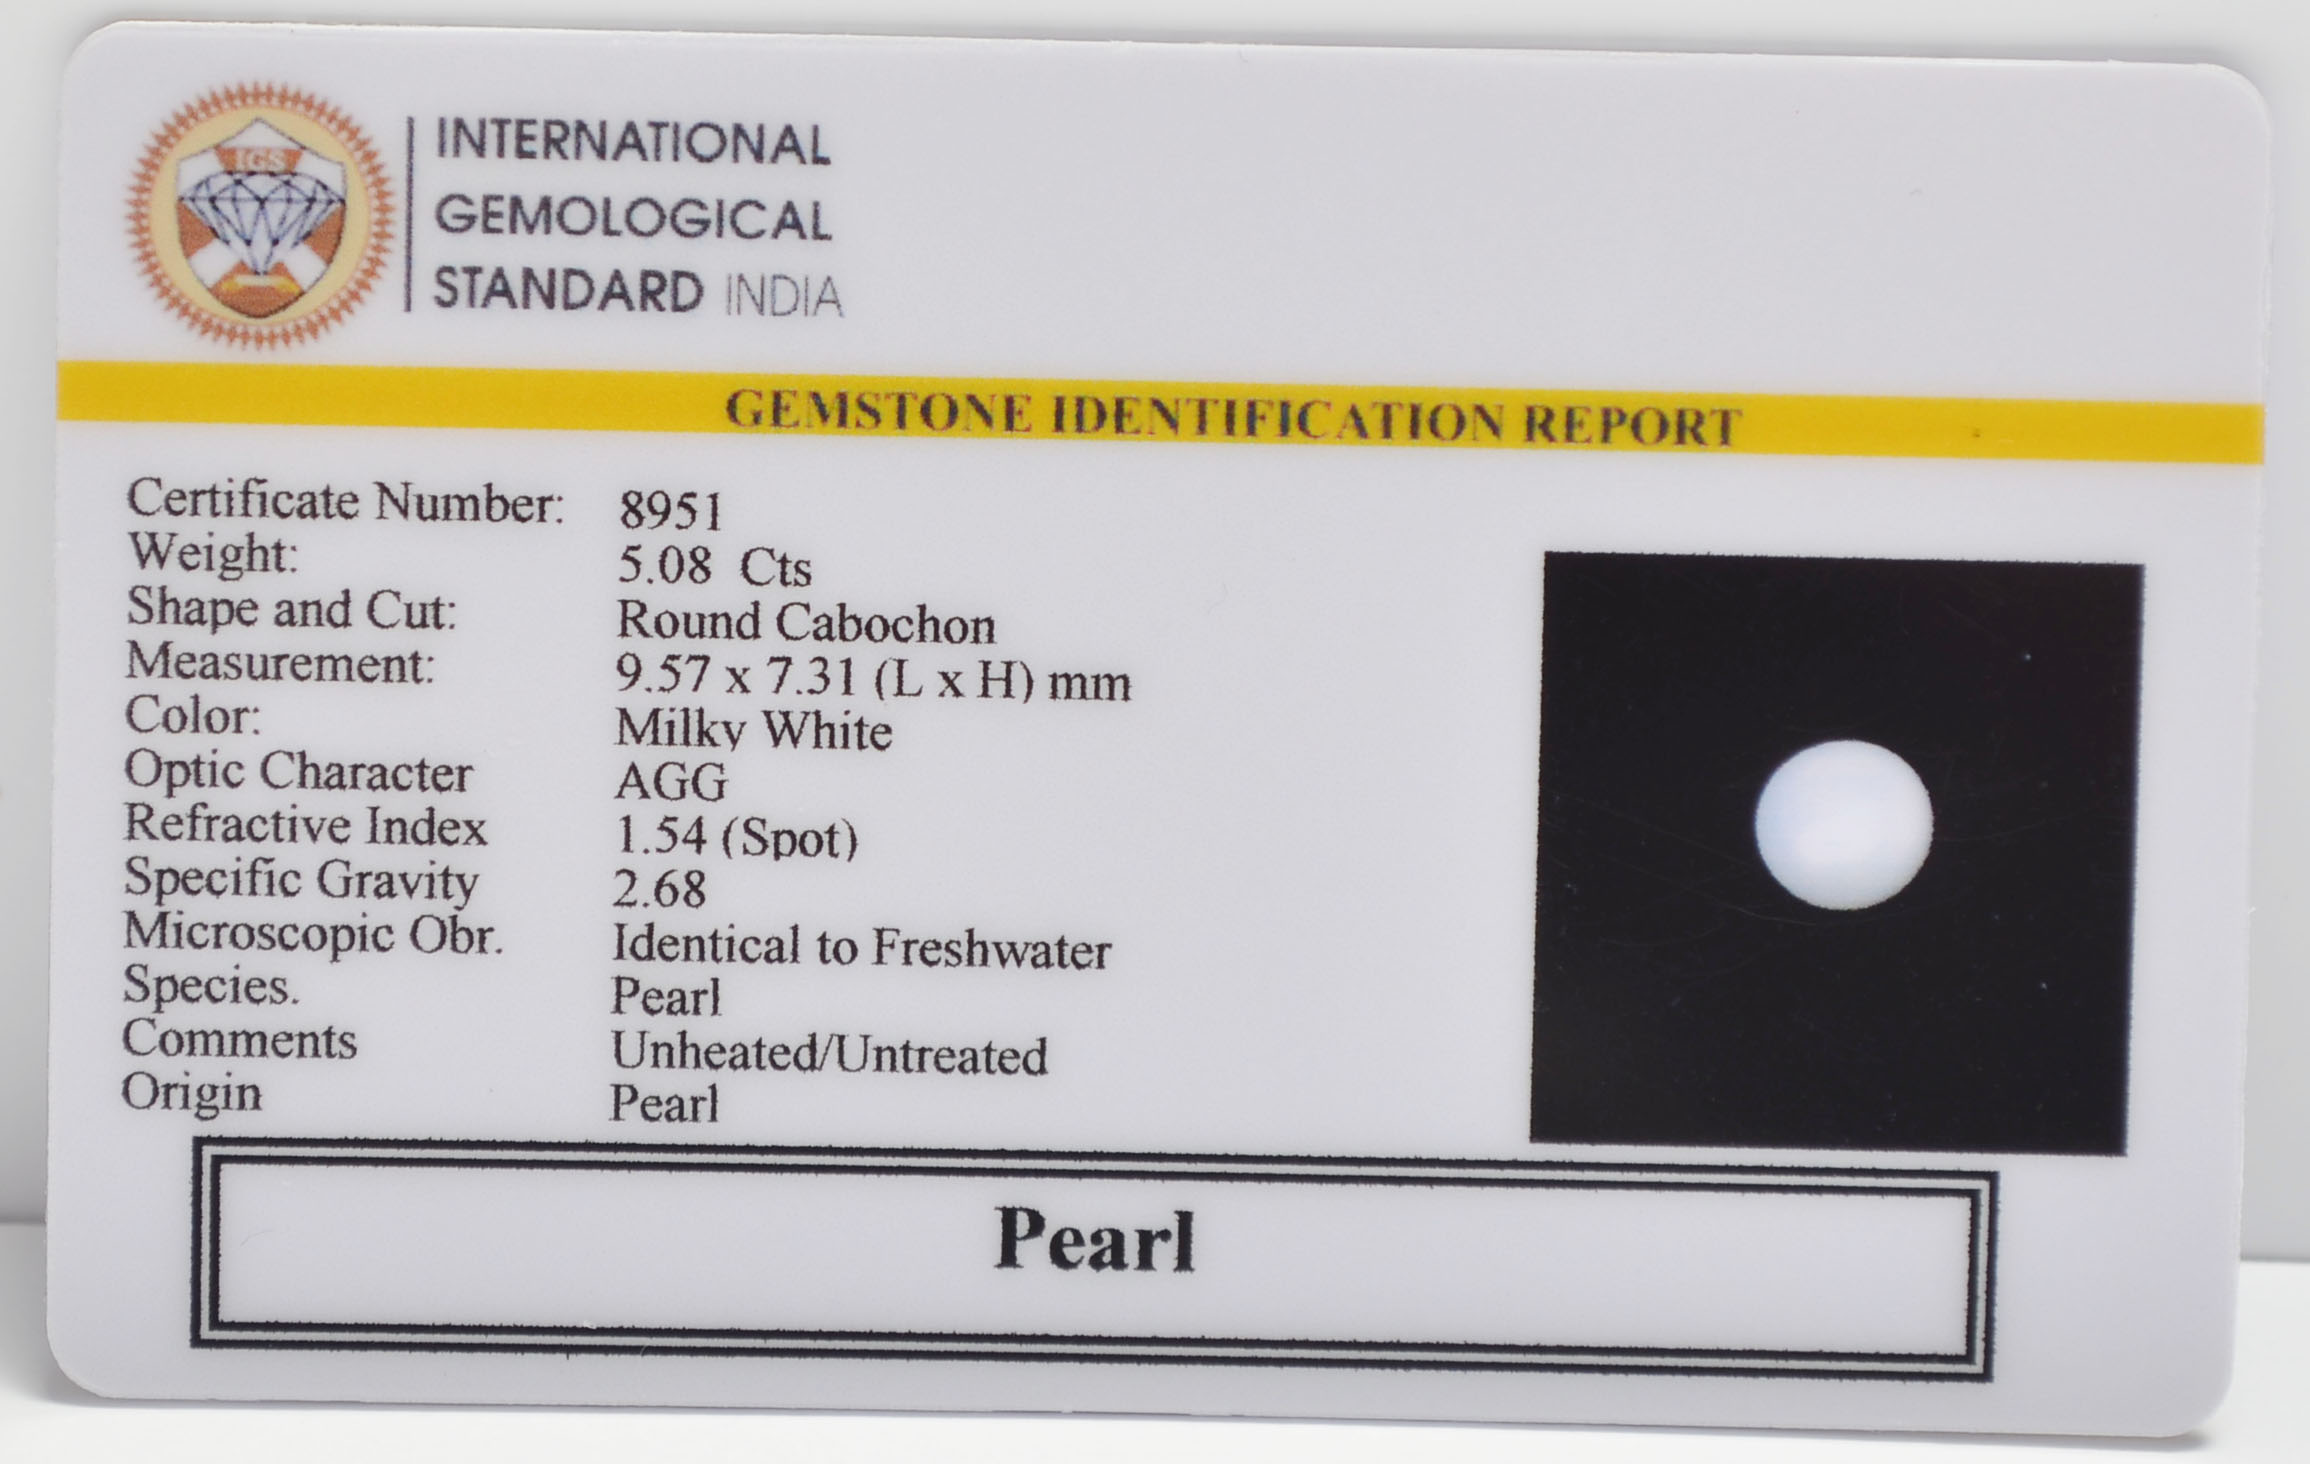 IGS
INTERNATIONAL
GEMOLOGICAL
STANDARD INDIA
GEMSTONE IDENTIFICATION REPORT
Certificate Number: 8951
Weight: 5.08 Cts
Shape and Cut: Round Cabochon
Measurement: 9.57 x 7.31 (L x H) mm
Color: Milky White
Optic Character AGG
Refractive Index 1.54 (Spot)
Specific Gravity 2.68
Microscopic Obr. Identical to Freshwater
Species. Pearl
Comments Unheated/Untreated
Origin Pearl
Pearl